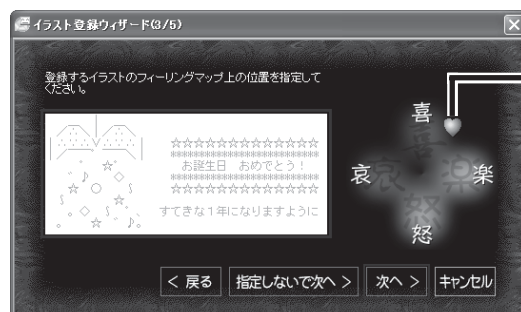 イラスト登録ウィザード(3/5)
登録するイラストのフィーリングマップ上の位置を指定して
ください。
☆☆☆☆☆☆☆☆☆☆☆☆
********************************
お誕生日 おめでとう!
********************************
☆☆☆☆☆☆☆☆☆☆☆☆
すてきな1年になりますように
喜
哀 楽
怒
< 戻る 指定しないで次へ > 次へ > キャンセル